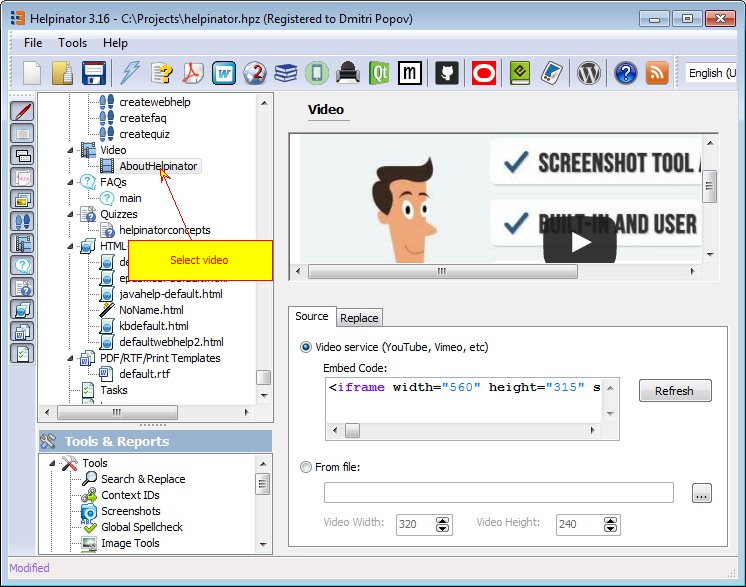 Helpinator 3.16 - C:\Projects\helpinator.hpz (Registered to Dmitri Popov)
File Tools Help
W
2
Qt
m
English (U
createwebhelp
createfaq
createquiz
Video
AboutHelpinator
FAQs
main
Quizzes
helpinatorconcepts
HTML
Select video
javahelp-default.html
NoName.html
kbdefault.html
defaultwebhelp2.html
PDF/RTF/Print Templates
default.rtf
Tasks
Tools & Reports
Tools
Search & Replace
Context IDs
Screenshots
Global Spellcheck
Image Tools
Video
SCREENSHOT TOOL A
BUILT-IN AND USER
Source Replace
Video service (YouTube, Vimeo, etc)
Embed Code:
<iframe width="560" height="315" s
Refresh
From file:
...
Video Width: 320 Video Height: 240
Modified